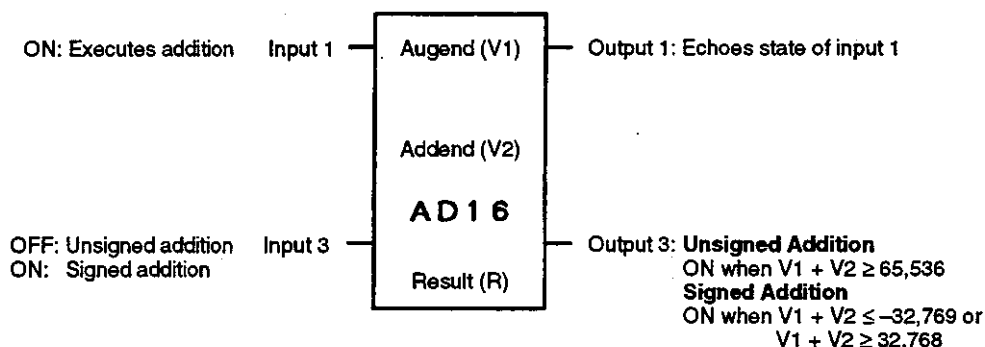 ON: Executes addition Input 1 Augend (V1) Output 1: Echoes state of input 1
Addend (V2)
AD16
OFF: Unsigned addition Input 3 Output 3: Unsigned Addition
ON: Signed addition ON when V1 + V2 ≥ 65,536
Result (R) Signed Addition
ON when V1 + V2 ≤ –32,769 or
V1 + V2 ≥ 32,768